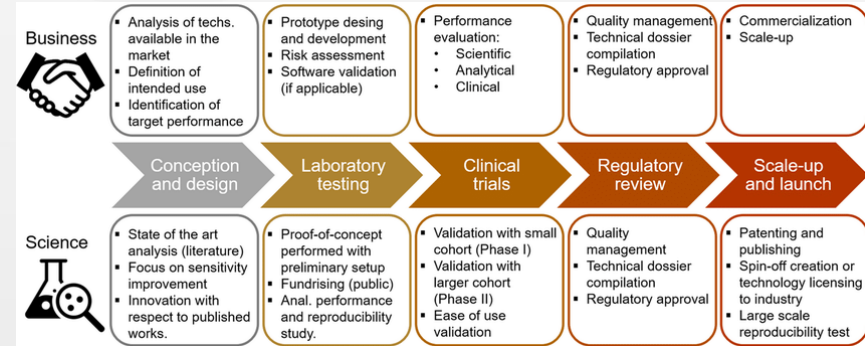 Business
▪ Analysis of techs.
available in the
market
▪ Definition of
intended use
▪ Identification of
target performance
▪ Prototype desing
and development
▪ Risk assessment
▪ Software validation
(if applicable)
▪ Performance
evaluation:
• Scientific
• Analytical
• Clinical
▪ Quality management
▪ Technical dossier
compilation
▪ Regulatory approval
▪ Commercialization
▪ Scale-up
Conception
and design
Laboratory
testing
Clinical
trials
Regulatory
review
Scale-up
and launch
Science
▪ State of the art
analysis (literature)
▪ Focus on sensitivity
improvement
▪ Innovation with
respect to published
works.
▪ Proof-of-concept
performed with
preliminary setup
▪ Fundrising (public)
▪ Anal. performance
and reproducibility
study.
▪ Validation with small
cohort (Phase I)
▪ Validation with
larger cohort
(Phase II)
▪ Ease of use
validation
▪ Quality
management
▪ Technical dossier
compilation
▪ Regulatory approval
▪ Patenting and
publishing
▪ Spin-off creation or
technology licensing
to industry
▪ Large scale
reproducibility test